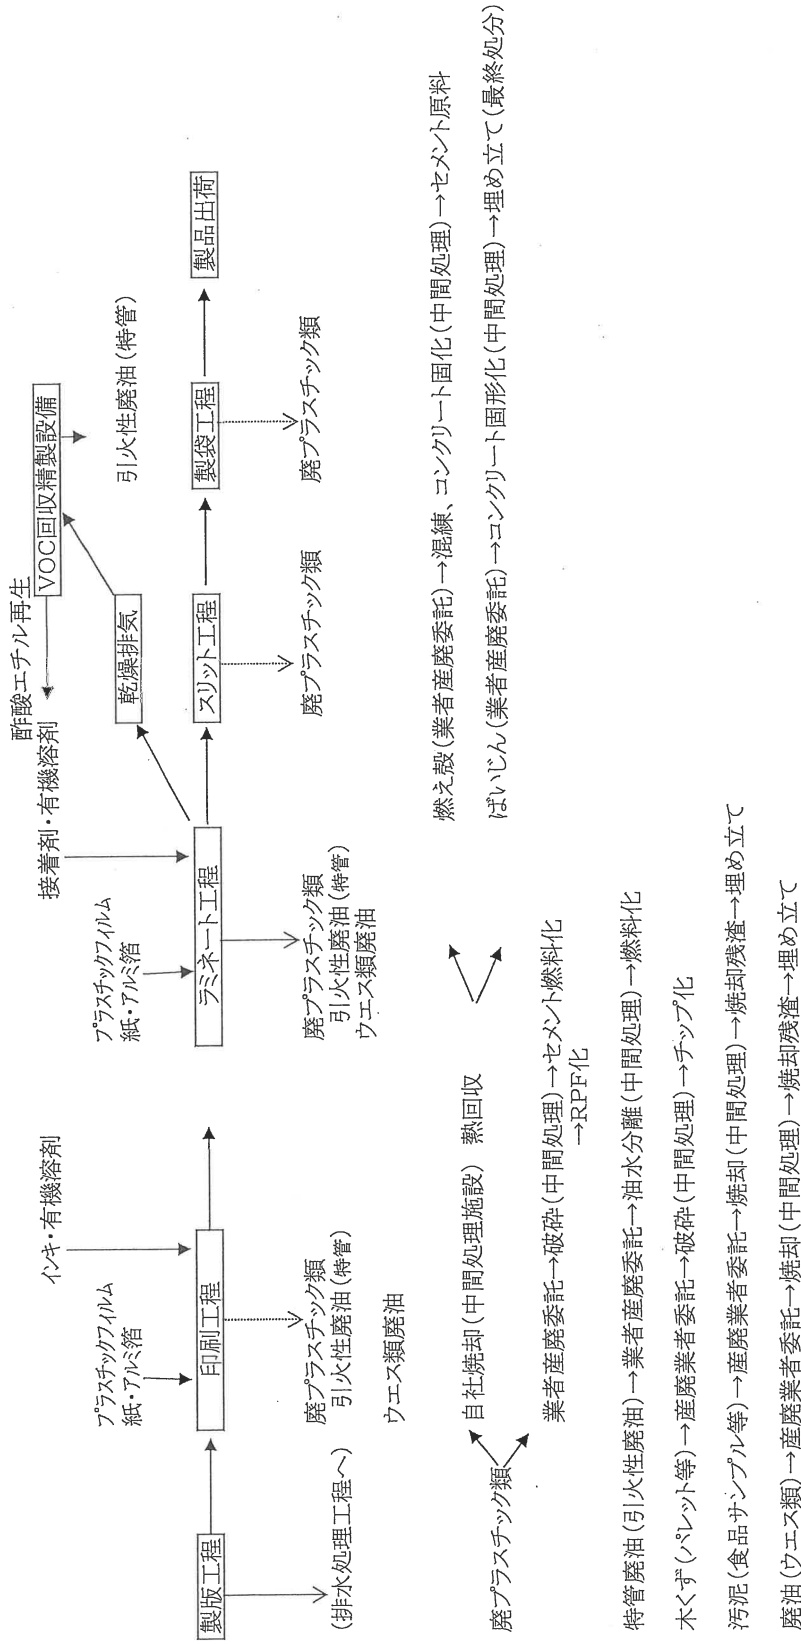 酢酸エチル再生
VOC回収精製設備
インキ・有機溶剤
接着剤・有機溶剤
プラスチックフィルム
紙・アルミ箔
プラスチックフィルム
紙・アルミ箔
乾燥排気
引火性廃油(特管)
製版工程
印刷工程
ラミネート工程
スリット工程
製袋工程
製品出荷
(排水処理工程へ)
廃プラスチック類
引火性廃油(特管)
ウエス類廃油
廃プラスチック類
引火性廃油(特管)
ウエス類廃油
廃プラスチック類
廃プラスチック類
廃プラスチック類
自社焼却(中間処理施設) 熱回収
燃え殻(業者産廃委託)→混練、コンクリート固化(中間処理)→セメント原料
ばいじん(業者産廃委託)→コンクリート固形化(中間処理)→埋め立て(最終処分)
業者産廃委託→破砕(中間処理)→セメント燃料化
→RPF化
特管廃油(引火性廃油)→業者産廃委託→油水分離(中間処理)→燃料化
木くず(パレット等)→産廃業者委託→破砕(中間処理)→チップ化
汚泥(食品サンプル等)→産廃業者委託→焼却(中間処理)→焼却残渣→埋め立て
廃油(ウエス類)→産廃業者委託→焼却(中間処理)→焼却残渣→埋め立て